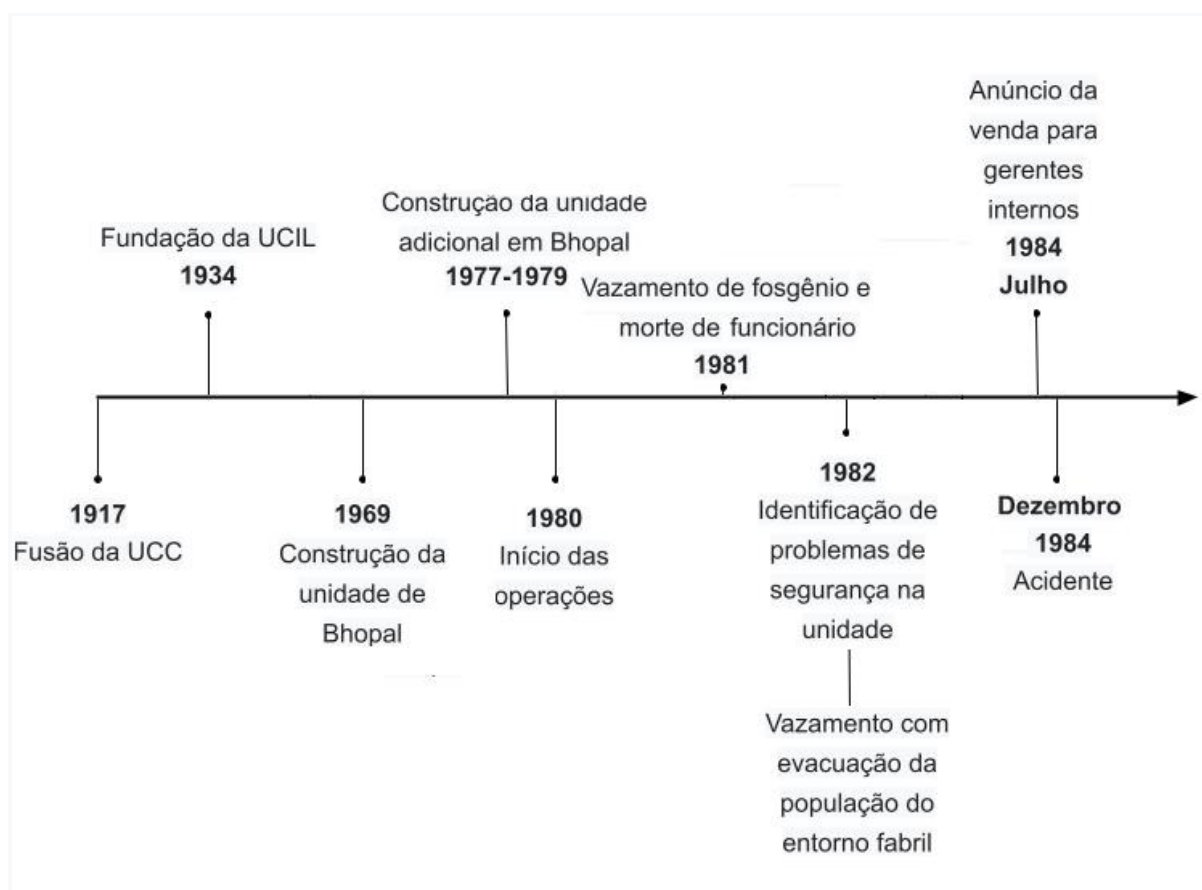 1917
Fusão da UCC
Fundação da UCIL
1934
1969
Construção da
unidade de
Bhopal
Construção da unidade
adicional em Bhopal
1977-1979
1980
Início das
operações
Vazamento de fosgênio e
morte de funcionário
1981
1982
Identificação de
problemas de
segurança na
unidade
Vazamento com
evacuação da
população do
entorno fabril
Anúncio da
venda para
gerentes
internos
1984
Julho
Dezembro
1984
Acidente